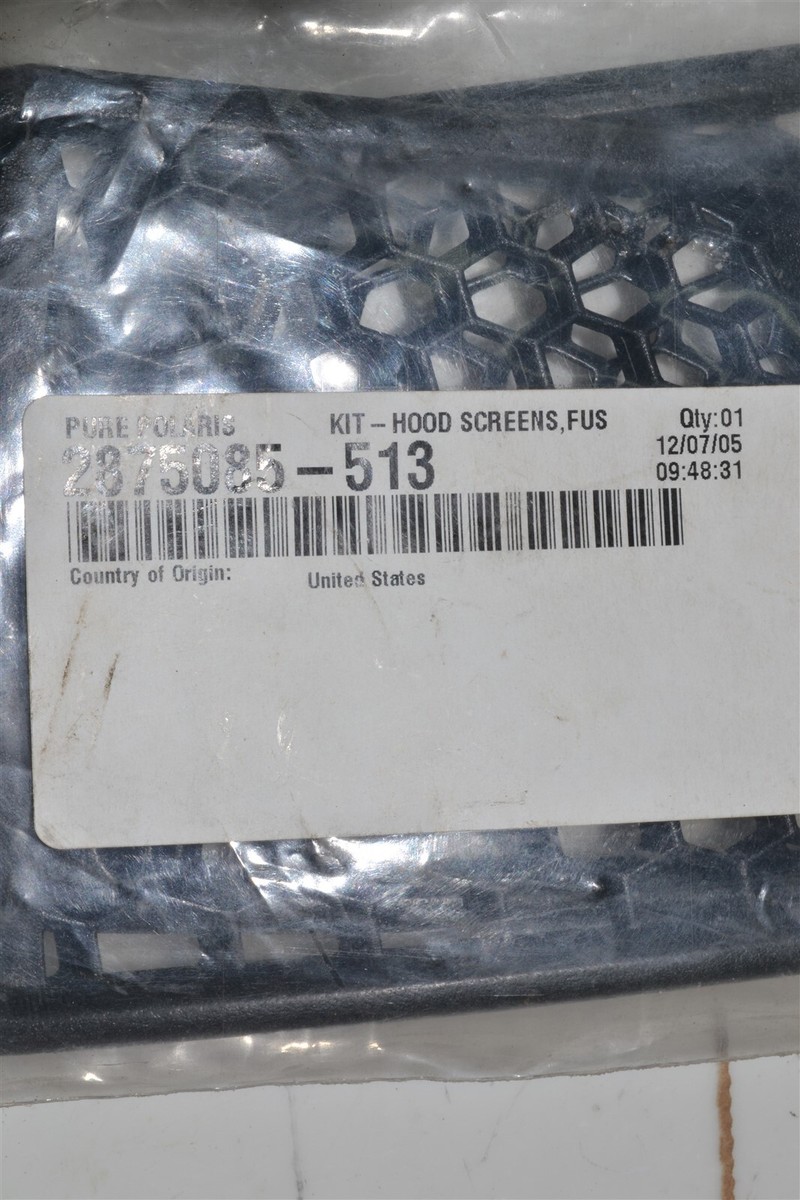 PURE POLARIS KIT - HOOD SCREENS,FUS Qty:01
2875085-513 12/07/05
09:48:31
Country of Origin: United States